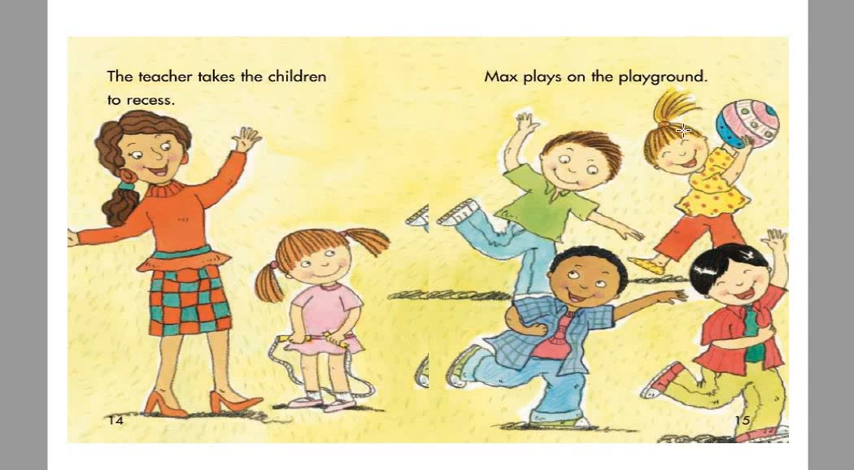 The teacher takes the children
to recess.
14
Max plays on the playground.
15